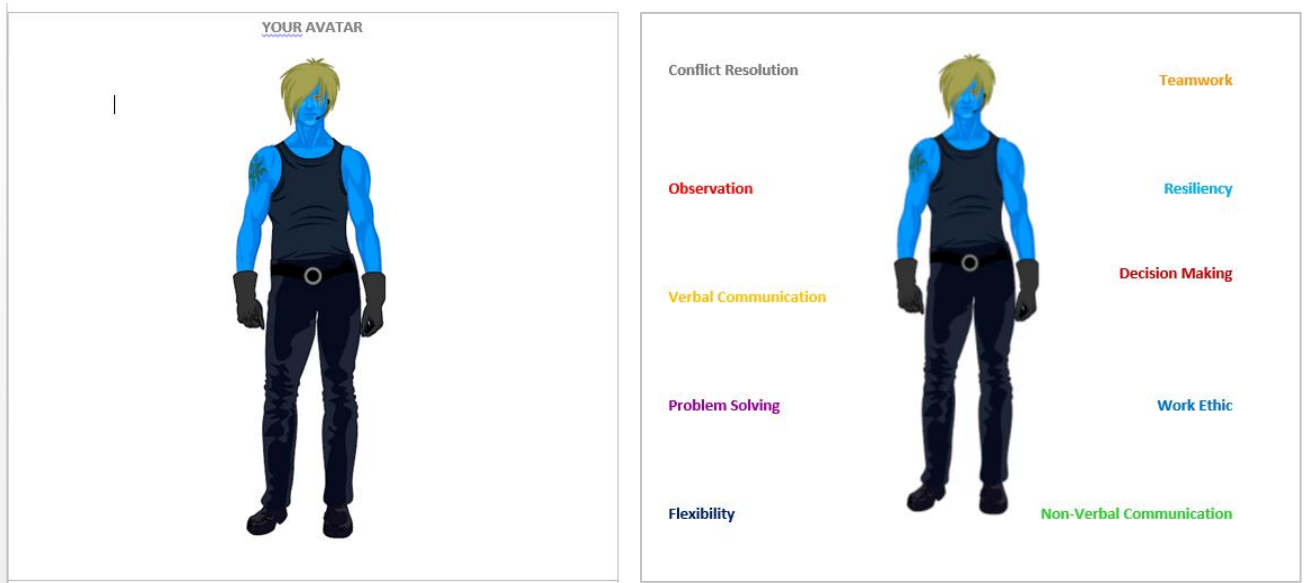 YOUR AVATAR
Conflict Resolution
Teamwork
Observation
Resiliency
Decision Making
Verbal Communication
Problem Solving
Work Ethic
Flexibility
Non-Verbal Communication